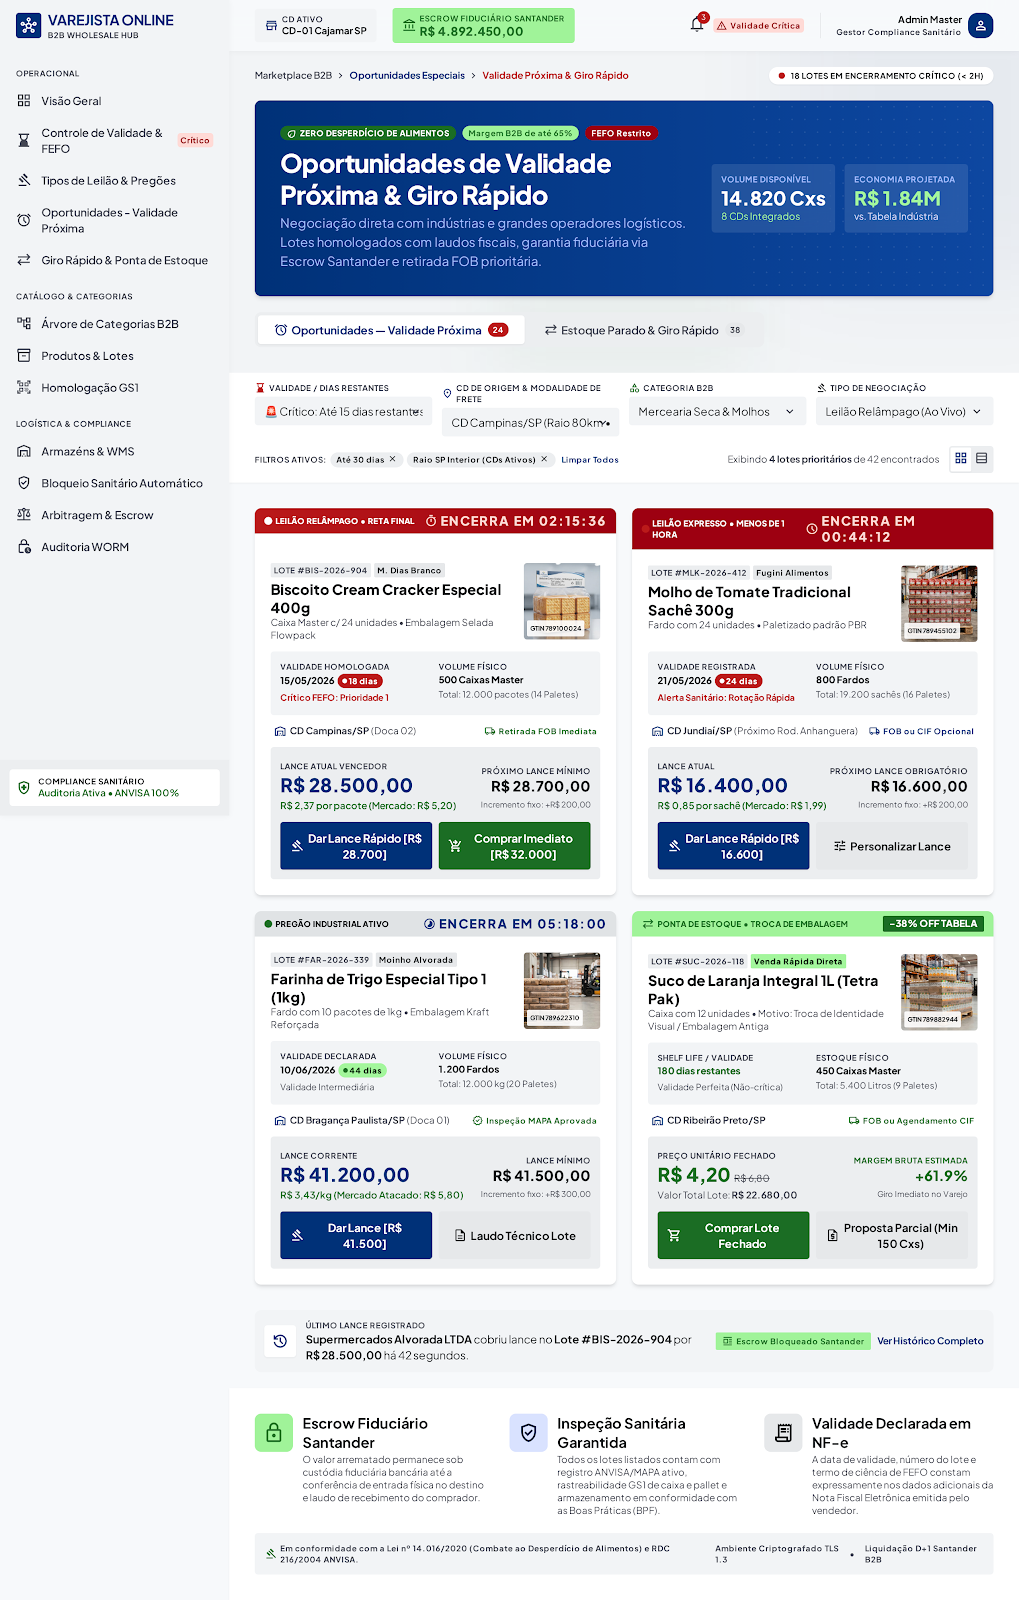 VAREJISTA ONLINE
B2B WHOLESALE HUB
OPERACIONAL
Visão Geral
Controle de Validade &
FEFO
Crítico
Tipos de Leilão & Pregões
Oportunidades - Validade
Próxima
Giro Rápido & Ponta de Estoque
CATÁLOGO & CATEGORIAS
Árvore de Categorias B2B
Produtos & Lotes
Homologação GS1
LOGÍSTICA & COMPLIANCE
Armazéns & WMS
Bloqueio Sanitário Automático
Arbitragem & Escrow
Auditoria WORM
COMPLIANCE SANITÁRIO
Auditoria Ativa • ANVISA 100%
CD ATIVO
CD-01 Cajamar SP
ESCROW FIDUCIÁRIO SANTANDER
R$ 4.892.450,00
3
Validade Crítica
Admin Master
Gestor Compliance Sanitário
Marketplace B2B > Oportunidades Especiais > Validade Próxima & Giro Rápido
18 LOTES EM ENCERRAMENTO CRÍTICO (< 2H)
ZERO DESPERDÍCIO DE ALIMENTOS
Margem B2B de até 65%
FEFO Restrito
Oportunidades de Validade
Próxima & Giro Rápido
Negociação direta com indústrias e grandes operadores logísticos.
Lotes homologados com laudos fiscais, garantia fiduciária via
Escrow Santander e retirada FOB prioritária.
VOLUME DISPONÍVEL
14.820 Cxs
8 CDs Integrados
ECONOMIA PROJETADA
R$ 1.84M
vs. Tabela Indústria
Oportunidades — Validade Próxima 24
Estoque Parado & Giro Rápido 38
VALIDADE / DIAS RESTANTES
🚨 Crítico: Até 15 dias restantes
CD DE ORIGEM & MODALIDADE DE
FRETE
CD Campinas/SP (Raio 80km •
CATEGORIA B2B
Mercearia Seca & Molhos
TIPO DE NEGOCIAÇÃO
Leilão Relâmpago (Ao Vivo)
FILTROS ATIVOS:
Até 30 dias ✕
Raio SP Interior (CDs Ativos) ✕
Limpar Todos
Exibindo 4 lotes prioritários de 42 encontrados
LEILÃO RELÂMPAGO • RETA FINAL
ENCERRA EM 02:15:36
LOTE #BIS-2026-904
M. Dias Branco
Biscoito Cream Cracker Especial
400g
Caixa Master c/ 24 unidades • Embalagem Selada
Flowpack
GTIN 789100024
VALIDADE HOMOLOGADA
15/05/2026 18 dias
Crítico FEFO: Prioridade 1
VOLUME FÍSICO
500 Caixas Master
Total: 12.000 pacotes (14 Paletes)
CD Campinas/SP (Doca 02)
Retirada FOB Imediata
LANCE ATUAL VENCEDOR
R$ 28.500,00
R$ 2,37 por pacote (Mercado: R$ 5,20)
PRÓXIMO LANCE MÍNIMO
R$ 28.700,00
Incremento fixo: +R$ 200,00
Dar Lance Rápido [R$
28.700]
Comprar Imediato
[R$ 32.000]
LEILÃO EXPRESSO • MENOS DE 1
HORA
ENCERRA EM
00:44:12
LOTE #MLK-2026-412
Fugini Alimentos
Molho de Tomate Tradicional
Sachê 300g
Fardo com 24 unidades • Paletizado padrão PBR
GTIN 789455102
VALIDADE REGISTRADA
21/05/2026 24 dias
Alerta Sanitário: Rotação Rápida
VOLUME FÍSICO
800 Fardos
Total: 19.200 sachês (16 Paletes)
CD Jundiaí/SP (Próximo Rod. Anhanguera)
FOB ou CIF Opcional
LANCE ATUAL
R$ 16.400,00
R$ 0,85 por sachê (Mercado: R$ 1,99)
PRÓXIMO LANCE OBRIGATÓRIO
R$ 16.600,00
Incremento fixo: +R$ 200,00
Dar Lance Rápido [R$
16.600]
Personalizar Lance
PREGÃO INDUSTRIAL ATIVO
ENCERRA EM 05:18:00
LOTE #FAR-2026-339
Moinho Alvorada
Farinha de Trigo Especial Tipo 1
(1kg)
Fardo com 10 pacotes de 1kg • Embalagem Kraft
Reforçada
GTIN 789622310
VALIDADE DECLARADA
10/06/2026 44 dias
Validade Intermediária
VOLUME FÍSICO
1.200 Fardos
Total: 12.000 kg (20 Paletes)
CD Bragança Paulista/SP (Doca 01)
Inspeção MAPA Aprovada
LANCE CORRENTE
R$ 41.200,00
R$ 3,43/kg (Mercado Atacado: R$ 5,80)
LANCE MÍNIMO
R$ 41.500,00
Incremento fixo: +R$ 300,00
Dar Lance [R$
41.500]
Laudo Técnico Lote
PONTA DE ESTOQUE • TROCA DE EMBALAGEM
-38% OFF TABELA
LOTE #SUC-2026-118
Venda Rápida Direta
Suco de Laranja Integral 1L (Tetra
Pak)
Caixa com 12 unidades • Motivo: Troca de Identidade
Visual / Embalagem Antiga
GTIN 789882944
SHELF LIFE / VALIDADE
180 dias restantes
Validade Perfeita (Não-crítica)
ESTOQUE FÍSICO
450 Caixas Master
Total: 5.400 Litros (9 Paletes)
CD Ribeirão Preto/SP
FOB ou Agendamento CIF
PREÇO UNITÁRIO FECHADO
R$ 4,20 R$ 6,80
Valor Total Lote: R$ 22.680,00
MARGEM BRUTA ESTIMADA
+61.9%
Giro Imediato no Varejo
Comprar Lote
Fechado
Proposta Parcial (Min
150 Cxs)
ÚLTIMO LANCE REGISTRADO
Supermercados Alvorada LTDA cobriu lance no Lote #BIS-2026-904 por
R$ 28.500,00 há 42 segundos.
Escrow Bloqueado Santander
Ver Histórico Completo
Escrow Fiduciário
Santander
O valor arrematado permanece sob
custódia fiduciária bancária até a
conferência de entrada física no destino
e laudo de recebimento do comprador.
Inspeção Sanitária
Garantida
Todos os lotes listados contam com
registro ANVISA/MAPA ativo,
rastreabilidade GS1 de caixa e pallet e
armazenamento em conformidade com
as Boas Práticas (BPF).
Validade Declarada em
NF-e
A data de validade, número do lote e
termo de ciência de FEFO constam
expressamente nos dados adicionais da
Nota Fiscal Eletrônica emitida pelo
vendedor.
Em conformidade com a Lei nº 14.016/2020 (Combate ao Desperdício de Alimentos) e RDC
216/2004 ANVISA.
Ambiente Criptografado TLS
1.3
•
Liquidação D+1 Santander
B2B